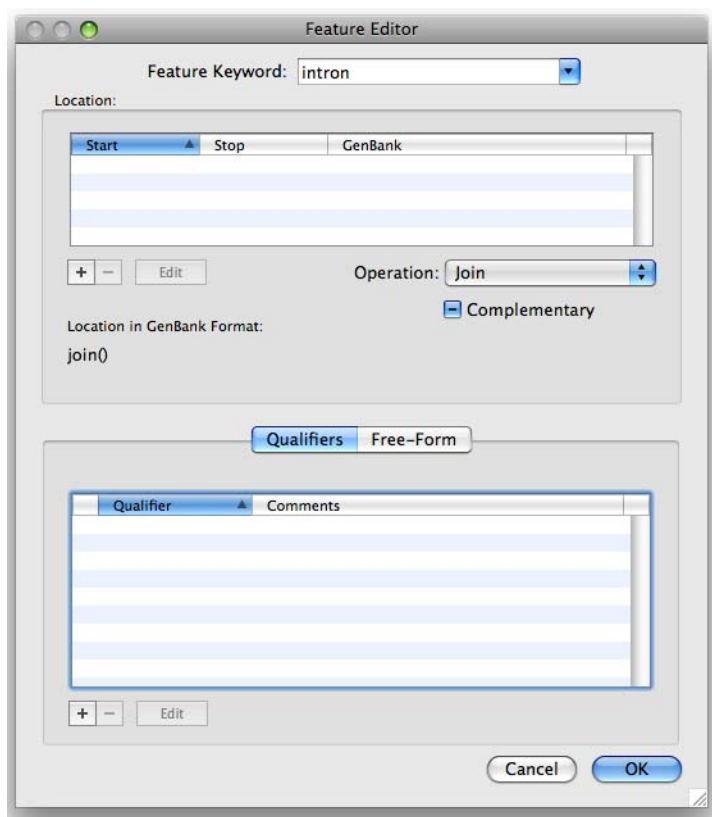 Feature Editor
Feature Keyword: intron
Location:
Start Stop GenBank
+ − Edit Operation: Join
− Complementary
Location in GenBank Format:
join()
Qualifiers Free-Form
Qualifier Comments
+ − Edit
Cancel OK